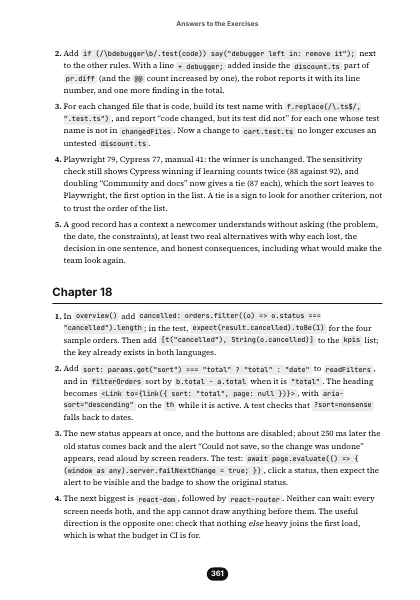 Answers to the Exercises
2. Add if (/\bdebugger\b/.test(code)) say("debugger left in: remove it"); next
to the other rules. With a line + debugger; added inside the discount.ts part of
pr.diff (and the @@ count increased by one), the robot reports it with its line
number, and one more finding in the total.
3. For each changed file that is code, build its test name with f.replace(/\.ts$/,
".test.ts"), and report “code changed, but its test did not” for each one whose test
name is not in changedFiles. Now a change to cart.test.ts no longer excuses an
untested discount.ts.
4. Playwright 79, Cypress 77, manual 41: the winner is unchanged. The sensitivity
check still shows Cypress winning if learning counts twice (88 against 92), and
doubling “Community and docs” now gives a tie (87 each), which the sort leaves to
Playwright, the first option in the list. A tie is a sign to look for another criterion, not
to trust the order of the list.
5. A good record has a context a newcomer understands without asking (the problem,
the date, the constraints), at least two real alternatives with why each lost, the
decision in one sentence, and honest consequences, including what would make the
team look again.
Chapter 18
1. In overview() add cancelled: orders.filter((o) => o.status ===
"cancelled").length; in the test, expect(result.cancelled).toBe(1) for the four
sample orders. Then add [t("cancelled"), String(o.cancelled)] to the kpis list;
the key already exists in both languages.
2. Add sort: params.get("sort") === "total" ? "total" : "date" to readFilters,
and in filterOrders sort by b.total - a.total when it is "total". The heading
becomes <Link to={link({ sort: "total", page: null })}>, with aria-
sort="descending" on the th while it is active. A test checks that ?sort=nonsense
falls back to dates.
3. The new status appears at once, and the buttons are disabled; about 250 ms later the
old status comes back and the alert “Could not save, so the change was undone”
appears, read aloud by screen readers. The test: await page.evaluate(() => {
(window as any).server.failNextChange = true; }), click a status, then expect the
alert to be visible and the badge to show the original status.
4. The next biggest is react-dom, followed by react-router. Neither can wait: every
screen needs both, and the app cannot draw anything before them. The useful
direction is the opposite one: check that nothing else heavy joins the first load,
which is what the budget in CI is for.
361